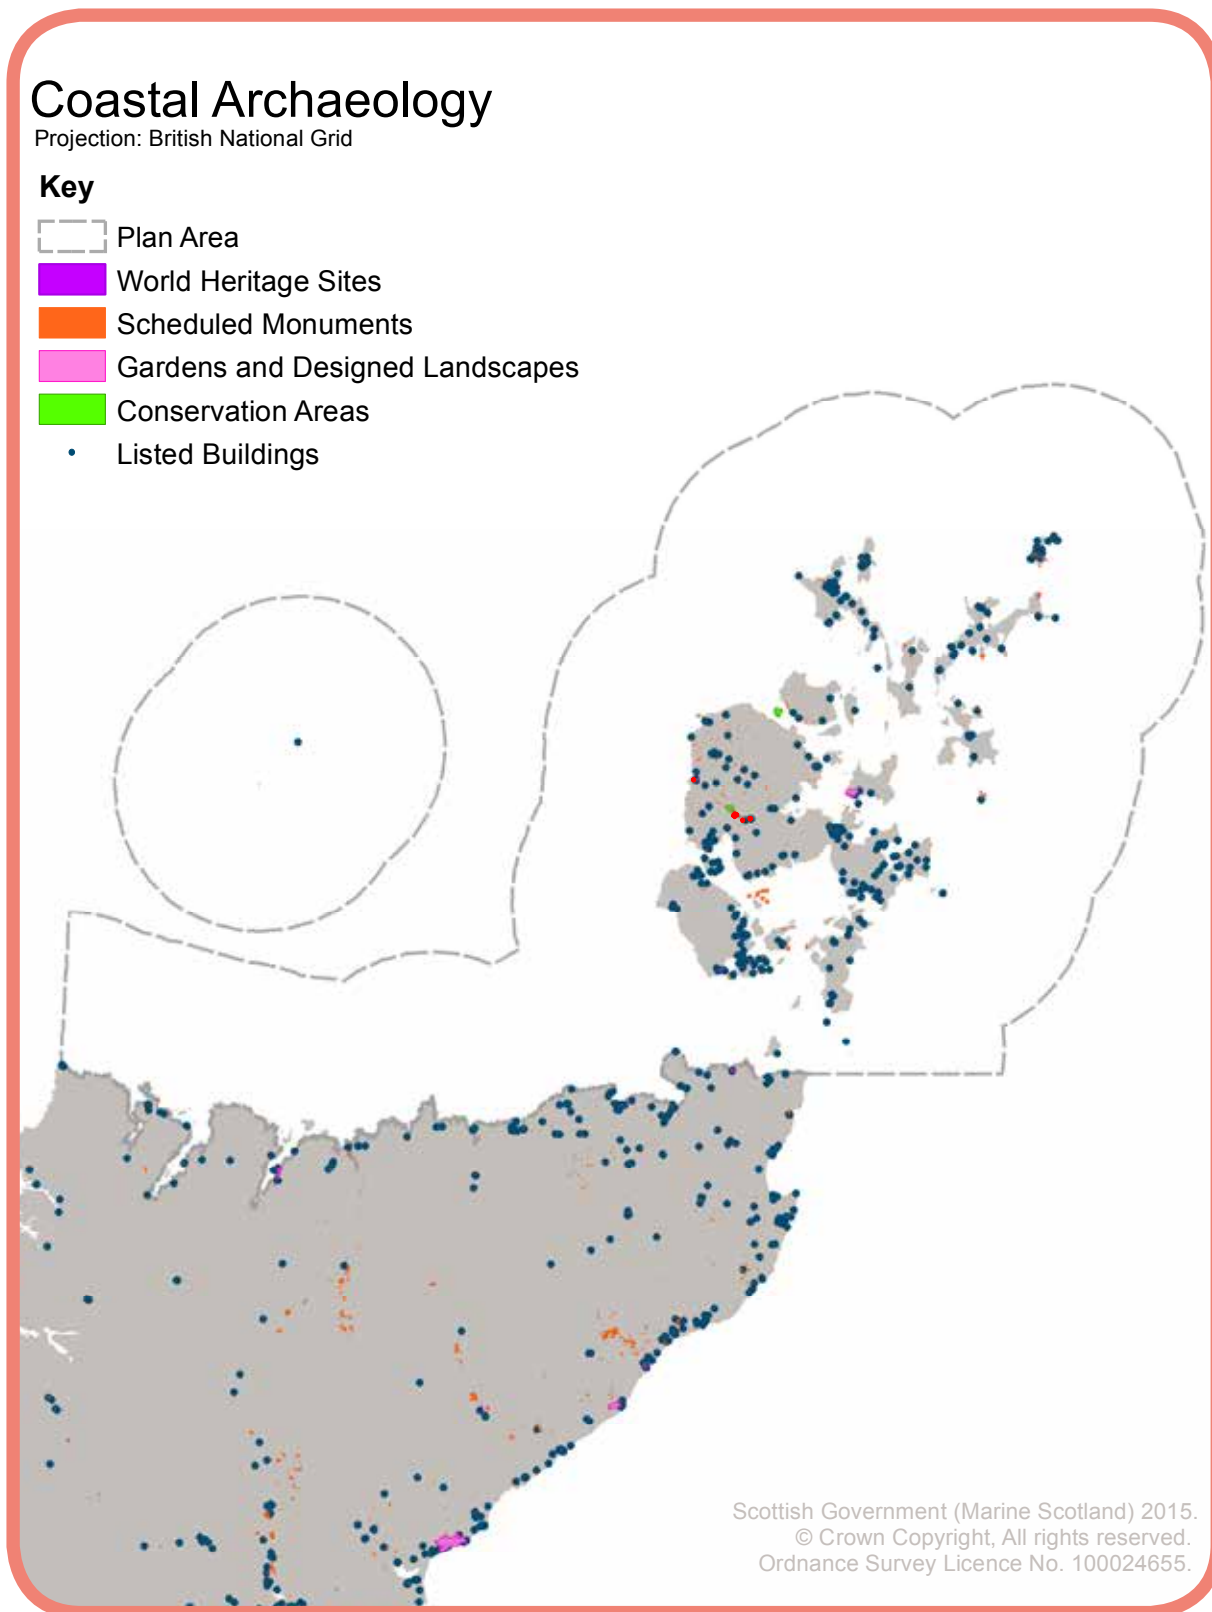 Coastal Archaeology
Projection: British National Grid
Key
Plan Area
World Heritage Sites
Scheduled Monuments
Gardens and Designed Landscapes
Conservation Areas
Listed Buildings
Scottish Government (Marine Scotland) 2015.
© Crown Copyright, All rights reserved.
Ordnance Survey Licence No. 100024655.